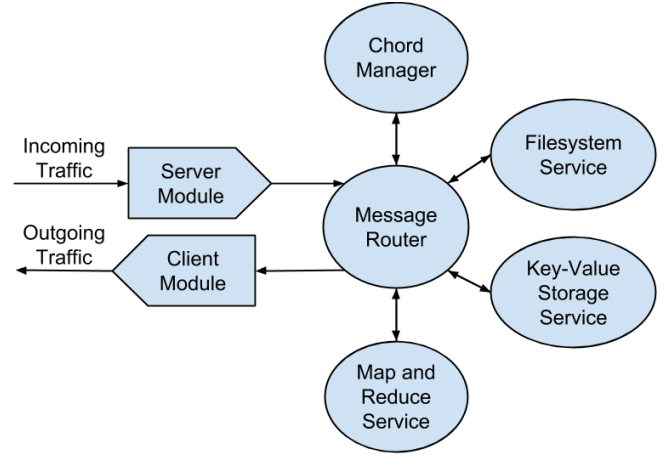 Chord
Manager
Incoming
Traffic
Server
Module
Filesystem
Service
Message
Router
Outgoing
Traffic
Client
Module
Key-Value
Storage
Service
Map and
Reduce
Service